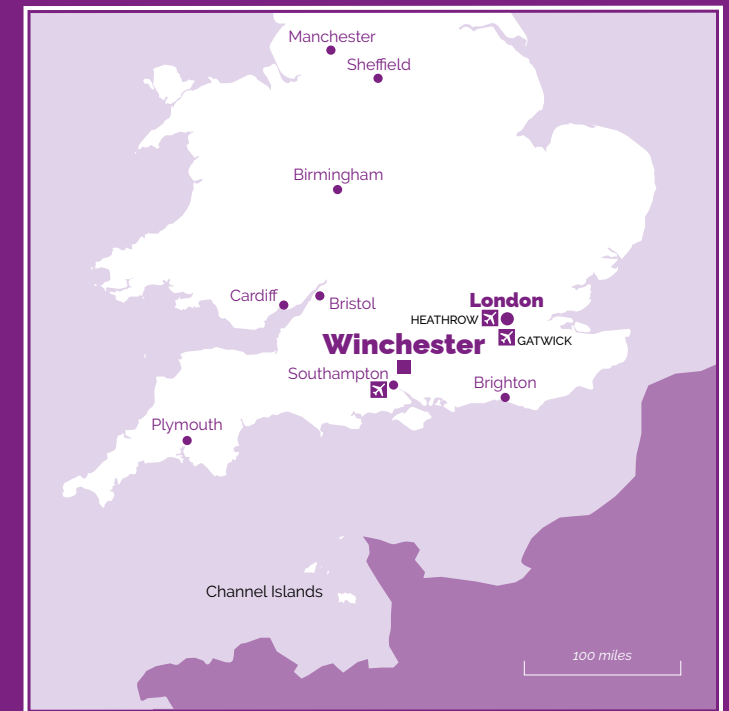 Manchester
Sheffield
Birmingham
Cardiff
Bristol
London
HEATHROW
GATWICK
Winchester
Southampton
Brighton
Plymouth
Channel Islands
100 miles